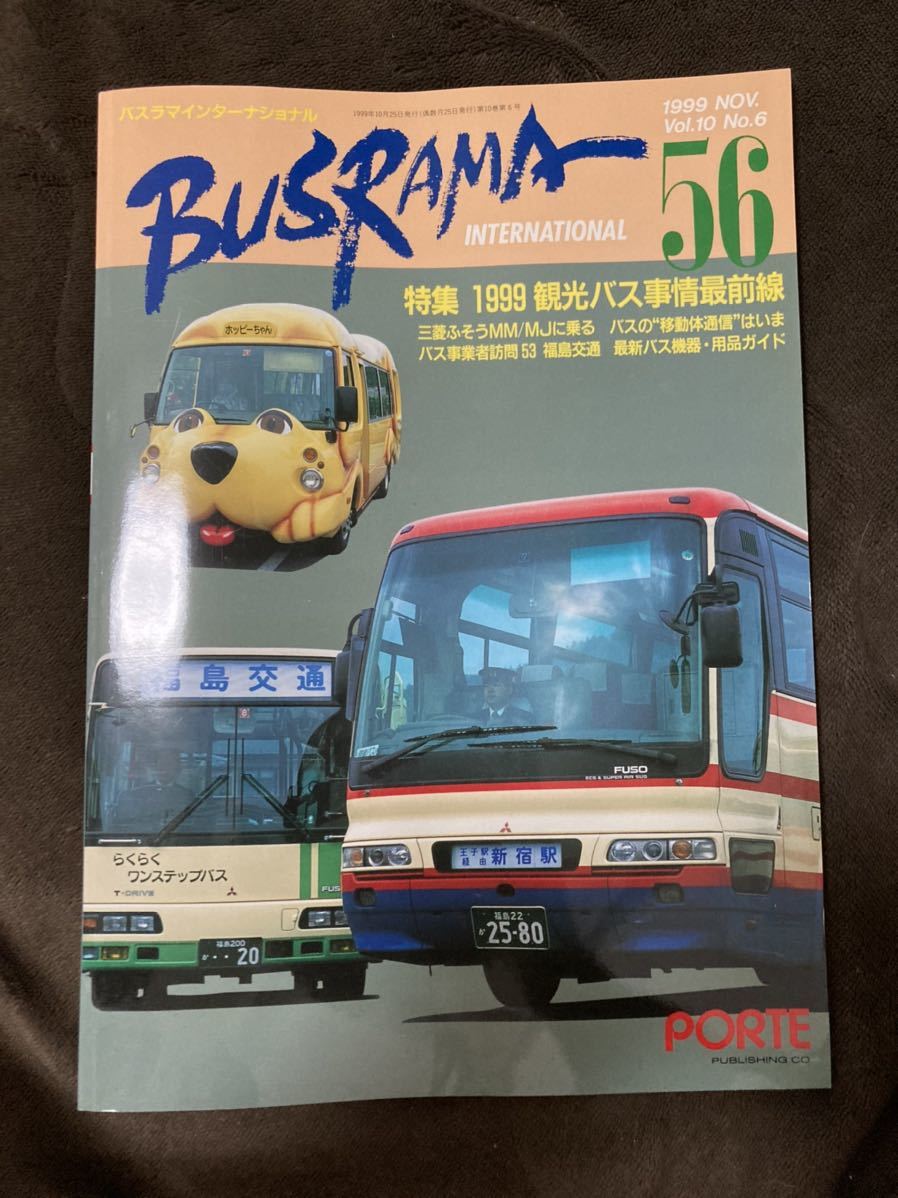 バスラマインターナショナル
1999年10月25日発行(偶数月25日発行)第10巻第6号
1999 NOV.
Vol.10 No.6
BUSRAMA
INTERNATIONAL
56
特集 1999 観光バス事情最前線
三菱ふそうMM/MJに乗る バスの“移動体通信”はいま
バス事業者訪問53 福島交通 最新バス機器・用品ガイド
ホッピーちゃん
福島交通
FUSO
王子駅
経由
新宿駅
らくらく
ワンステップバス
T-DRIVE
FUS
福島22
か 25-80
福島200
か ・・20
PORTE
PUBLISHING CO